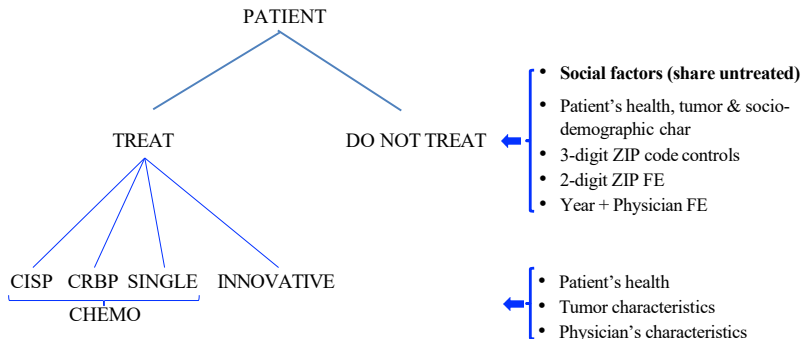 PATIENT
TREAT
DO NOT TREAT
• Social factors (share untreated)
• Patient's health, tumor & socio-
demographic char
• 3-digit ZIP code controls
• 2-digit ZIP FE
• Year + Physician FE
CISP CRBP SINGLE INNOVATIVE
CHEMO
• Patient's health
• Tumor characteristics
• Physician's characteristics